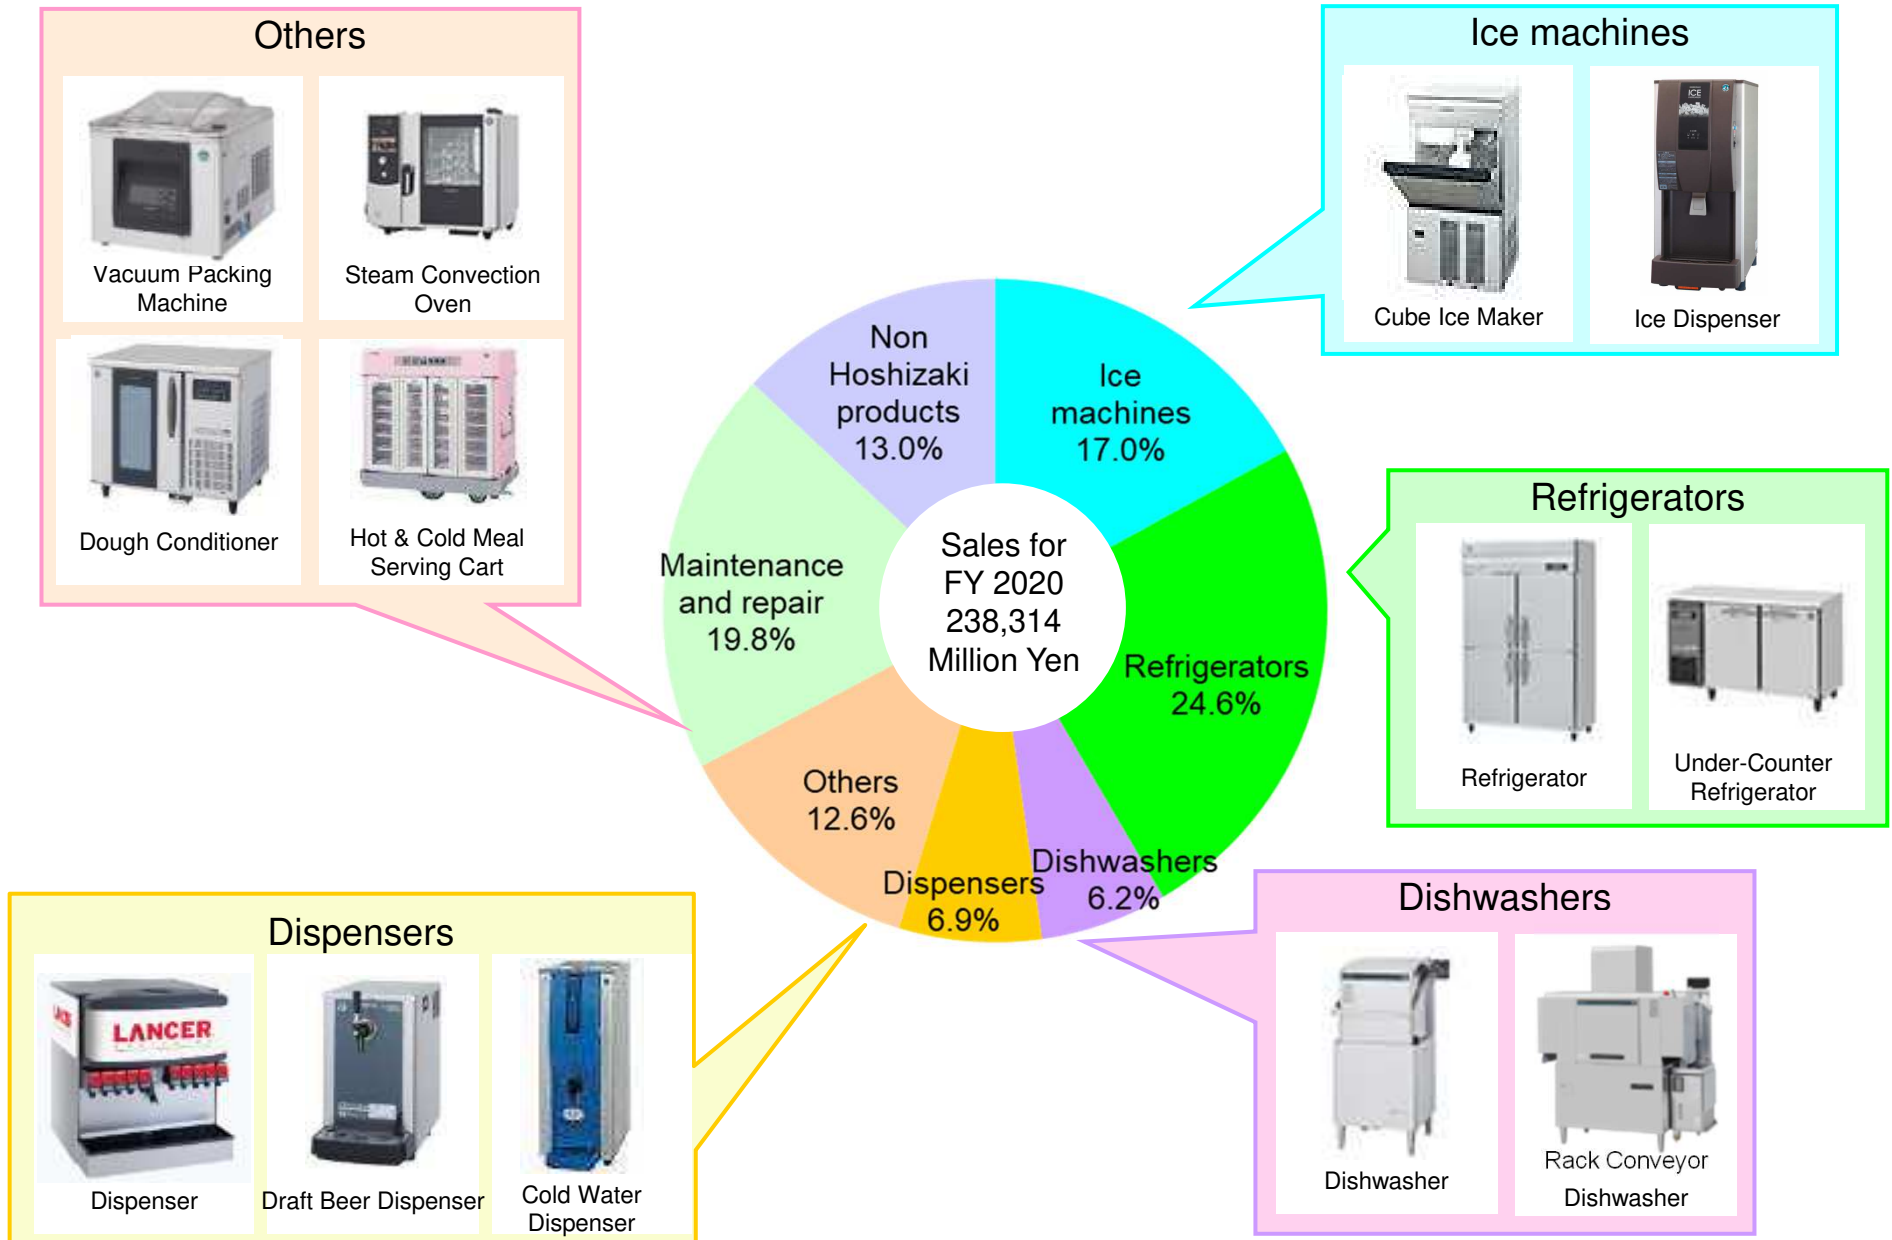 Others
Vacuum Packing
Machine
Steam Convection
Oven
Dough Conditioner
Hot & Cold Meal
Serving Cart
Ice machines
ICE
Cube Ice Maker
Ice Dispenser
Non
Hoshizaki
products
13.0%
Ice
machines
17.0%
Maintenance
and repair
19.8%
Sales for
FY 2020
238,314
Million Yen
Refrigerators
24.6%
Others
12.6%
Dispensers
6.9%
Dishwashers
6.2%
Refrigerators
Refrigerator
Under-Counter
Refrigerator
Dispensers
LANCER
Dispenser
Draft Beer Dispenser
Cold Water
Dispenser
Dishwashers
Dishwasher
Rack Conveyor
Dishwasher